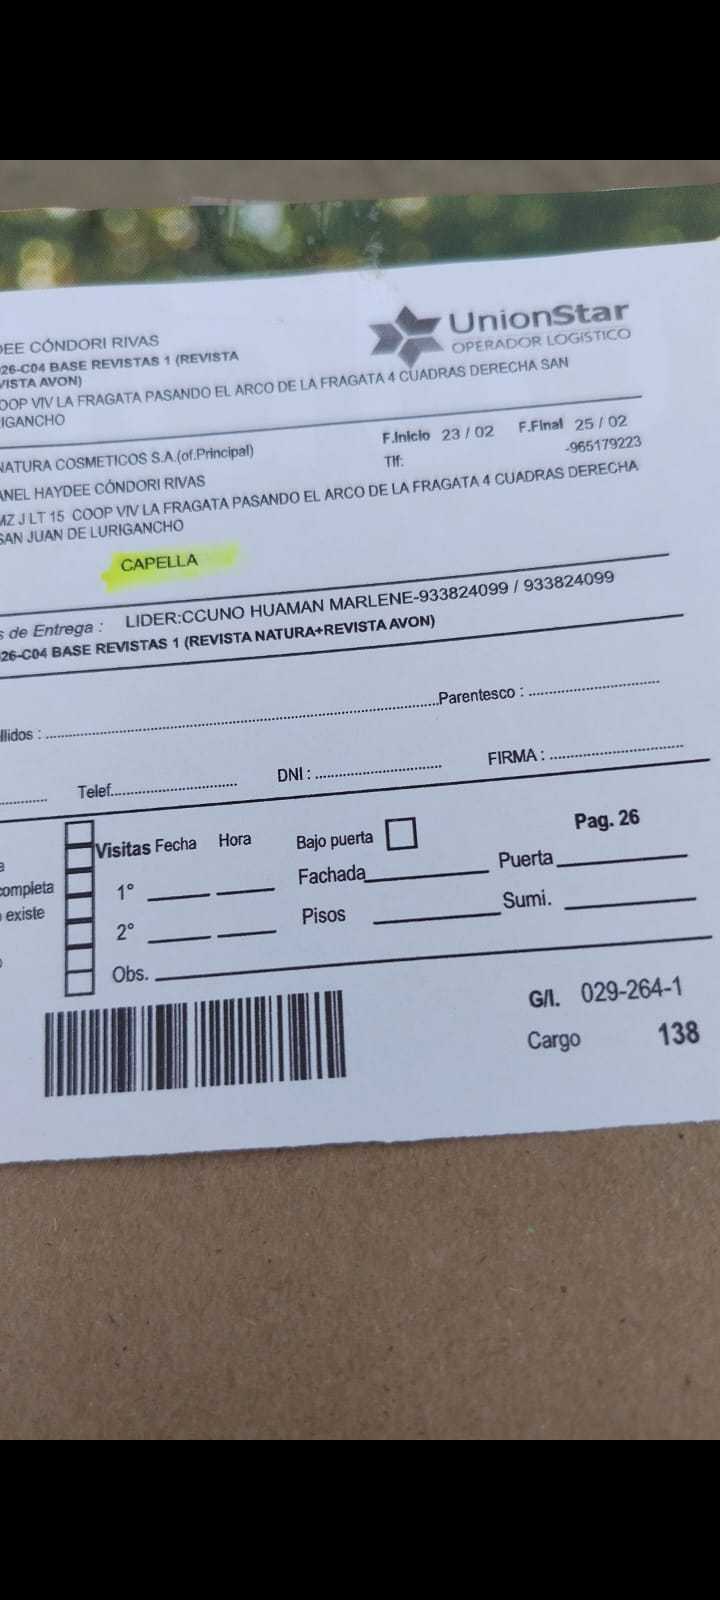 DEE CÓNDORI RIVAS
UnionStar
OPERADOR LOGÍSTICO
26-C04 BASE REVISTAS 1 (REVISTA
VISTA AVON)
OOP VIV LA FRAGATA PASANDO EL ARCO DE LA FRAGATA 4 CUADRAS DERECHA SAN
RIGANCHO
NATURA COSMETICOS S.A.(of.Principal)
F.Inicio 23 / 02 F.Final 25 / 02
ANEL HAYDEE CÓNDORI RIVAS
Tlf: -965179223
MZ J LT 15 COOP VIV LA FRAGATA PASANDO EL ARCO DE LA FRAGATA 4 CUADRAS DERECHA
SAN JUAN DE LURIGANCHO
CAPELLA
s de Entrega : LIDER:CCUNO HUAMAN MARLENE-933824099 / 933824099
26-C04 BASE REVISTAS 1 (REVISTA NATURA+REVISTA AVON)
llidos : Parentesco :
Telef. DNI : FIRMA :
Visitas Fecha Hora Bajo puerta Pag. 26
completa 1° Fachada Puerta
existe 2° Pisos Sumi.
Obs.
G/I. 029-264-1
Cargo 138